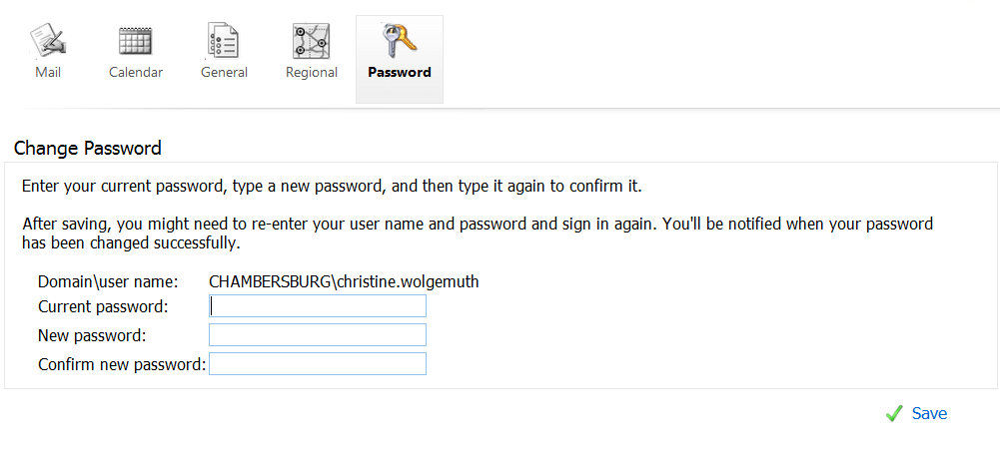 Mail Calendar General Regional Password
Change Password
Enter your current password, type a new password, and then type it again to confirm it.
After saving, you might need to re-enter your user name and password and sign in again. You'll be notified when your password
has been changed successfully.
Domain\user name: CHAMBERSBURG\christine.wolgemuth
Current password:
New password:
Confirm new password:
Save